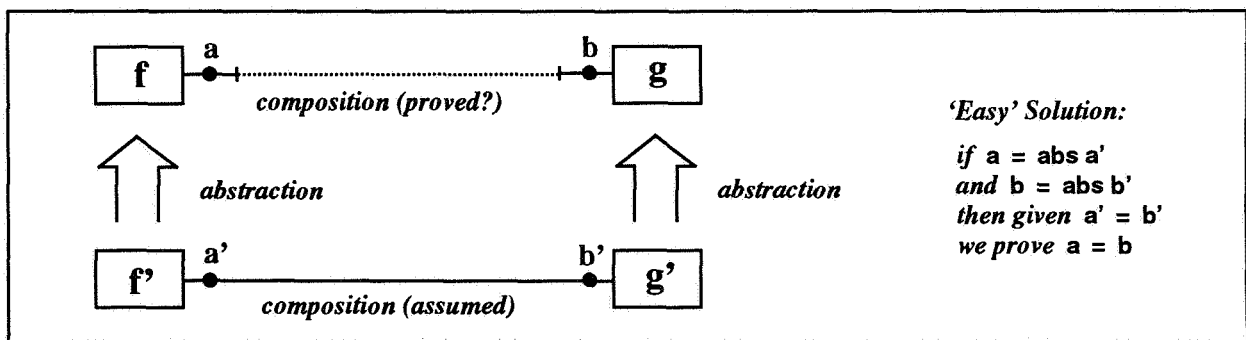 a
b
f
g
composition (proved?)
abstraction
abstraction
a’
b’
f’
g’
composition (assumed)
‘Easy’ Solution:
if a = abs a’
and b = abs b’
then given a’ = b’
we prove a = b